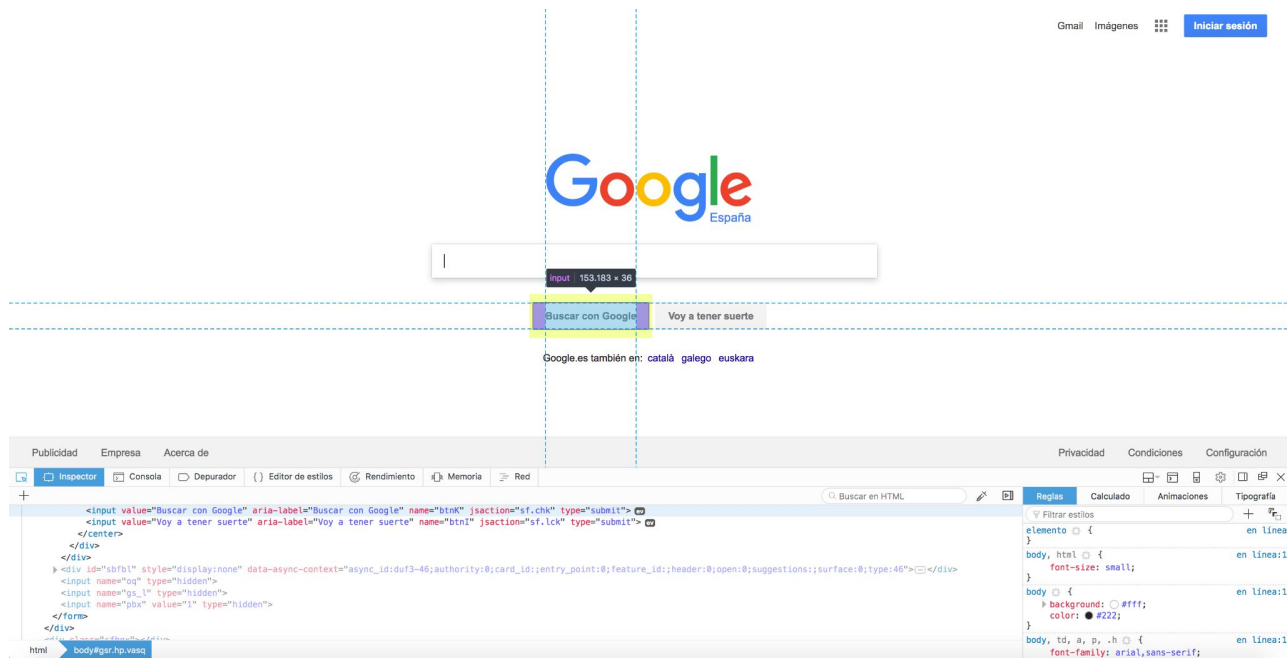 Gmail Imágenes Iniciar sesión
Google
España
input 153.183 × 36
Buscar con Google Voy a tener suerte
Google.es también en: català galego euskara
Publicidad Empresa Acerca de Privacidad Condiciones Configuración
Inspector Consola Depurador { } Editor de estilos Rendimiento Memoria Red
+ Buscar en HTML Reglas Calculado Animaciones Tipografía
<input value="Buscar con Google" aria-label="Buscar con Google" name="btnK" jsaction="sf.chk" type="submit"> ev
<input value="Voy a tener suerte" aria-label="Voy a tener suerte" name="btnI" jsaction="sf.lck" type="submit"> ev
</center>
</div>
</div>
<div id="sbfbl" style="display:none" data-async-context="async_id:duf3-46;authority:0;card_id:;entry_point:0;feature_id:;header:0;open:0;suggestions:;surface:0;type:46"></div>
<input name="oq" type="hidden">
<input name="gs_l" type="hidden">
<input name="pbx" value="1" type="hidden">
</form>
</div>
html body#gsr.hp.vasq
Filtrar estilos +
elemento { en línea
}
body, html { en línea:1
font-size: small;
}
body { en línea:1
background: #fff;
color: #222;
}
body, td, a, p, .h { en línea:1
font-family: arial,sans-serif;